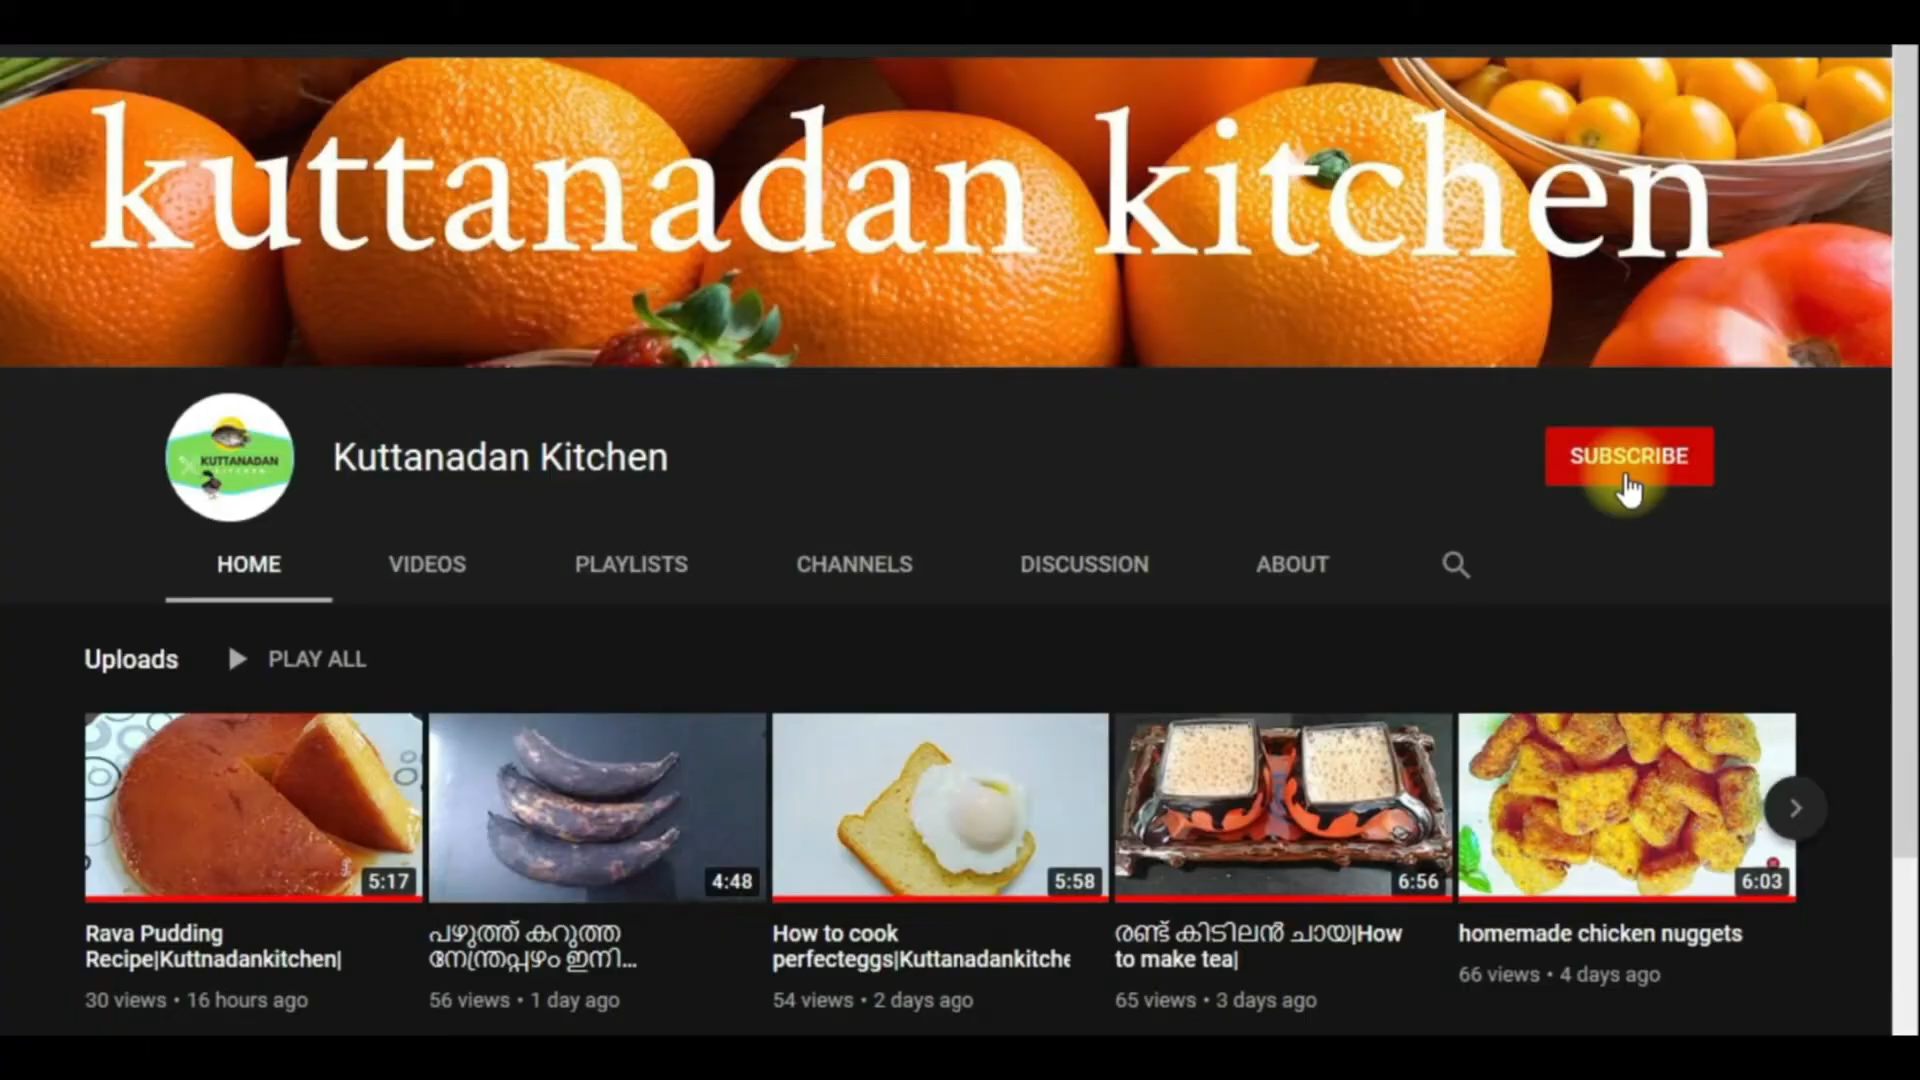 kuttanadan kitchen
KUTTANADAN
KITCHEN
Kuttanadan Kitchen
SUBSCRIBE
HOME VIDEOS PLAYLISTS CHANNELS DISCUSSION ABOUT
Uploads PLAY ALL
5:17 4:48 5:58 6:56 6:03
Rava Pudding
Recipe|Kuttnadankitchen|
30 views • 16 hours ago
പഴുത്ത് കറുത്ത
നേന്ത്രപ്പഴം ഇനി...
56 views • 1 day ago
How to cook
perfecteggs|Kuttanadankitche
54 views • 2 days ago
രണ്ട് കിടിലൻ ചായ|How
to make tea|
65 views • 3 days ago
homemade chicken nuggets
66 views • 4 days ago